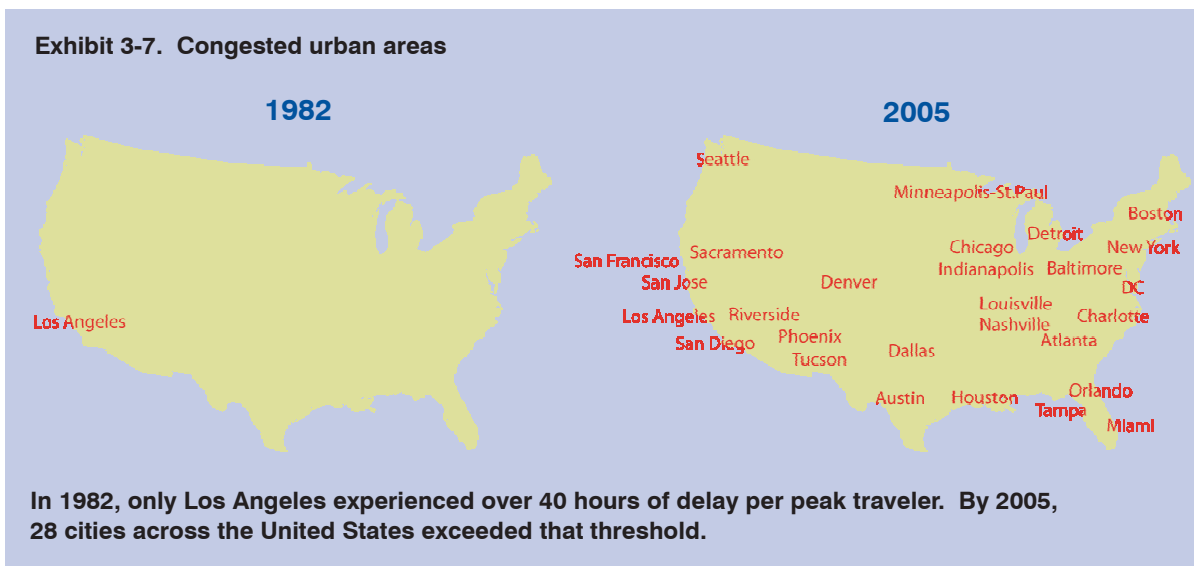 Exhibit 3-7. Congested urban areas
1982
Los Angeles
2005
Seattle
Minneapolis-St.Paul
Boston
Detroit
Chicago
New York
Sacramento
San Francisco
Indianapolis
Baltimore
San Jose
Denver
DC
Louisville
Los Angeles
Riverside
Charlotte
Nashville
Phoenix
San Diego
Atlanta
Dallas
Tucson
Orlando
Austin
Houston
Tampa
Miami
In 1982, only Los Angeles experienced over 40 hours of delay per peak traveler. By 2005,
28 cities across the United States exceeded that threshold.